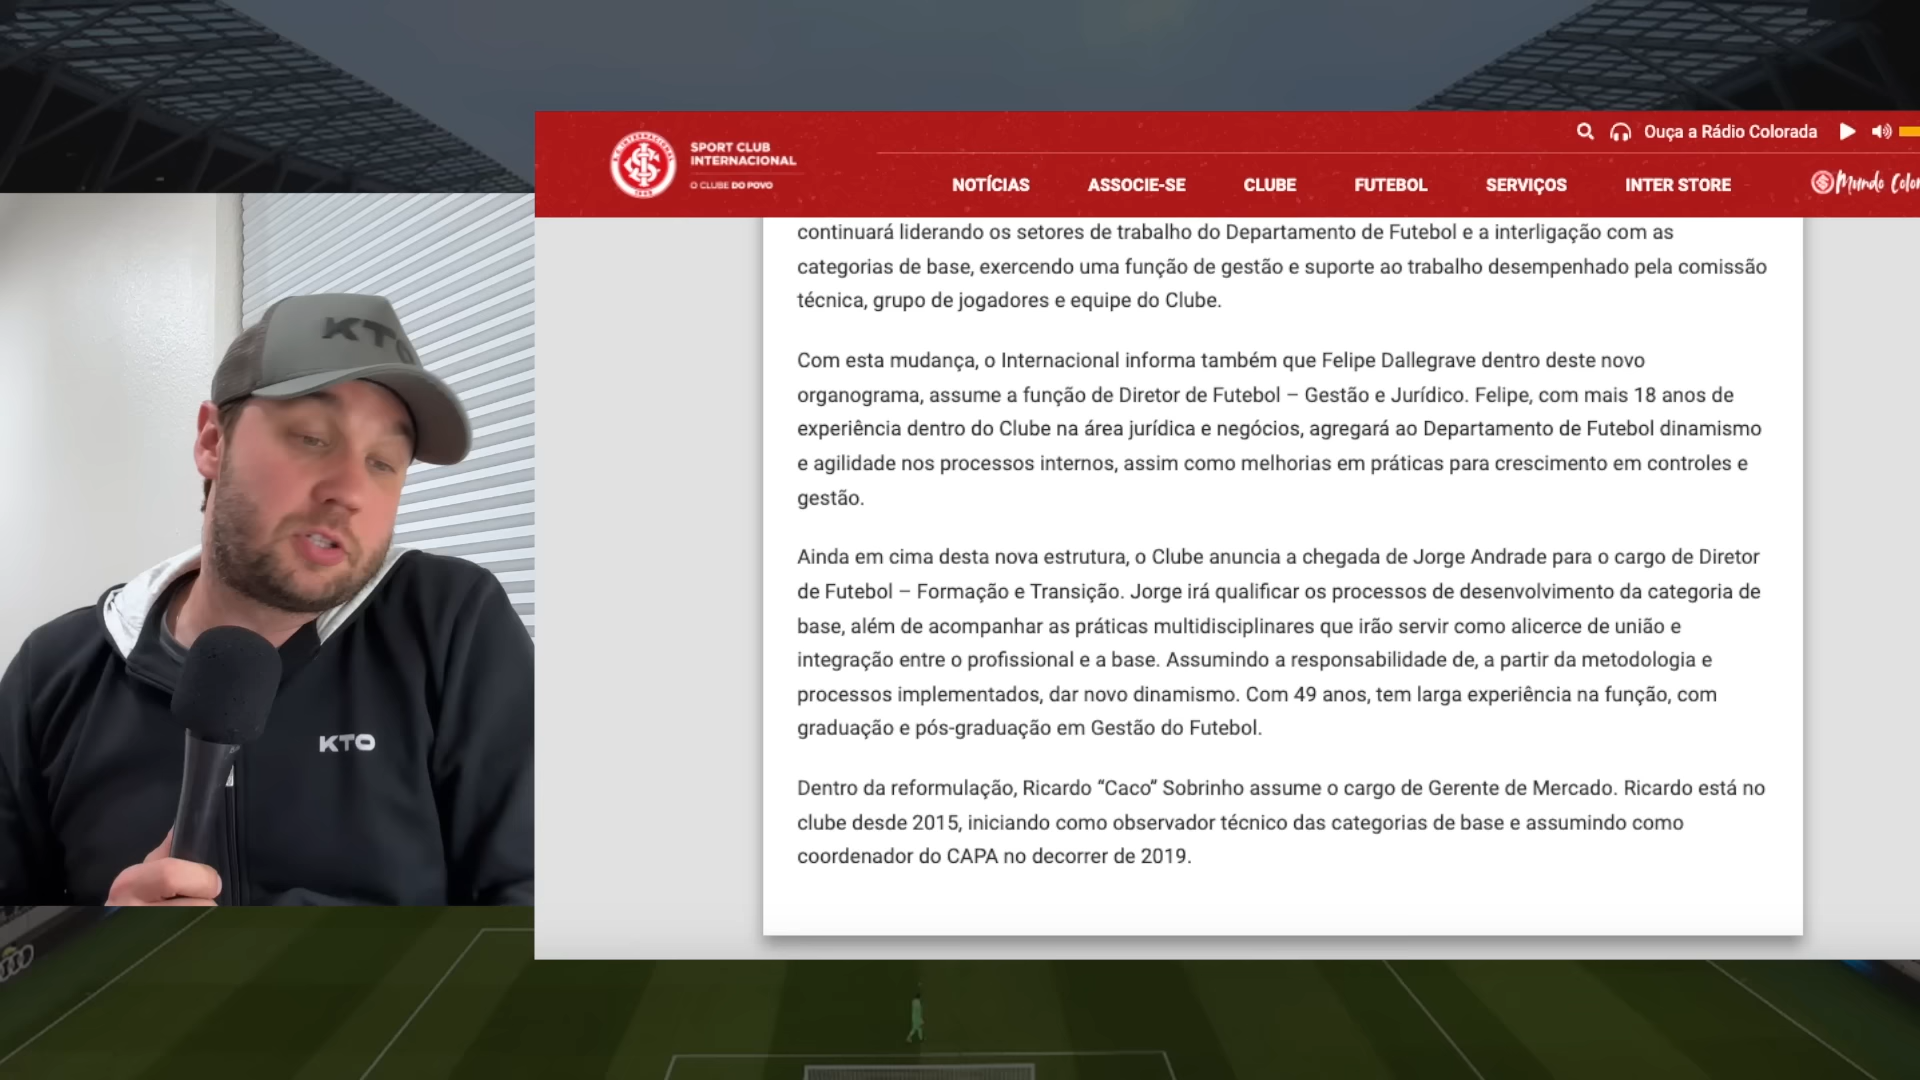 SPORT CLUB
INTERNACIONAL
O CLUBE DO POVO
Ouça a Rádio Colorada
NOTÍCIAS ASSOCIE-SE CLUBE FUTEBOL SERVIÇOS INTER STORE Mundo
continuará liderando os setores de trabalho do Departamento de Futebol e a interligação com as
categorias de base, exercendo uma função de gestão e suporte ao trabalho desempenhado pela comissão
técnica, grupo de jogadores e equipe do Clube.
Com esta mudança, o Internacional informa também que Felipe Dallegrave dentro deste novo
organograma, assume a função de Diretor de Futebol – Gestão e Jurídico. Felipe, com mais 18 anos de
experiência dentro do Clube na área jurídica e negócios, agregará ao Departamento de Futebol dinamismo
e agilidade nos processos internos, assim como melhorias em práticas para crescimento em controles e
gestão.
Ainda em cima desta nova estrutura, o Clube anuncia a chegada de Jorge Andrade para o cargo de Diretor
de Futebol – Formação e Transição. Jorge irá qualificar os processos de desenvolvimento da categoria de
base, além de acompanhar as práticas multidisciplinares que irão servir como alicerce de união e
integração entre o profissional e a base. Assumindo a responsabilidade de, a partir da metodologia e
processos implementados, dar novo dinamismo. Com 49 anos, tem larga experiência na função, com
graduação e pós-graduação em Gestão do Futebol.
Dentro da reformulação, Ricardo “Caco” Sobrinho assume o cargo de Gerente de Mercado. Ricardo está no
clube desde 2015, iniciando como observador técnico das categorias de base e assumindo como
coordenador do CAPA no decorrer de 2019.
KTO
KTO